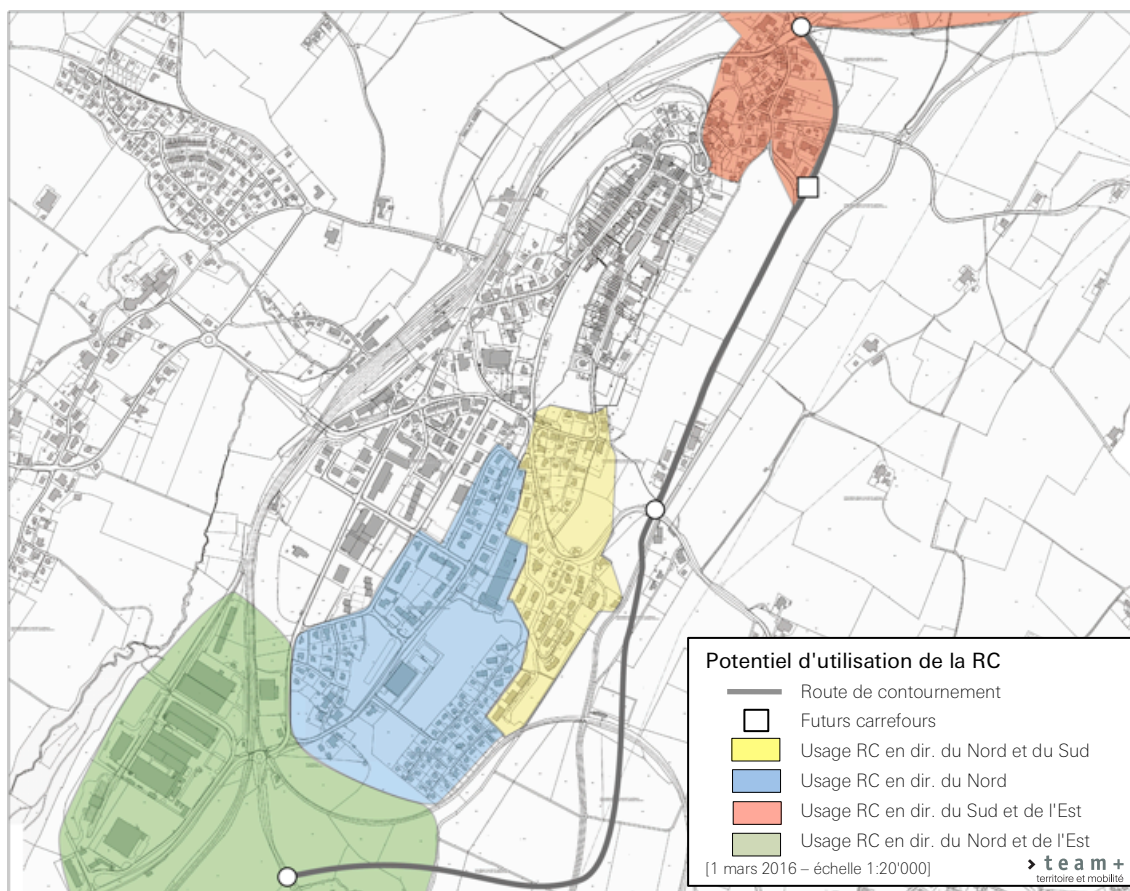 Potentiel d'utilisation de la RC
Route de contournement
Futurs carrefours
Usage RC en dir. du Nord et du Sud
Usage RC en dir. du Nord
Usage RC en dir. du Sud et de l'Est
Usage RC en dir. du Nord et de l'Est
[1 mars 2016 – échelle 1:20'000]
team+
territoire et mobilité